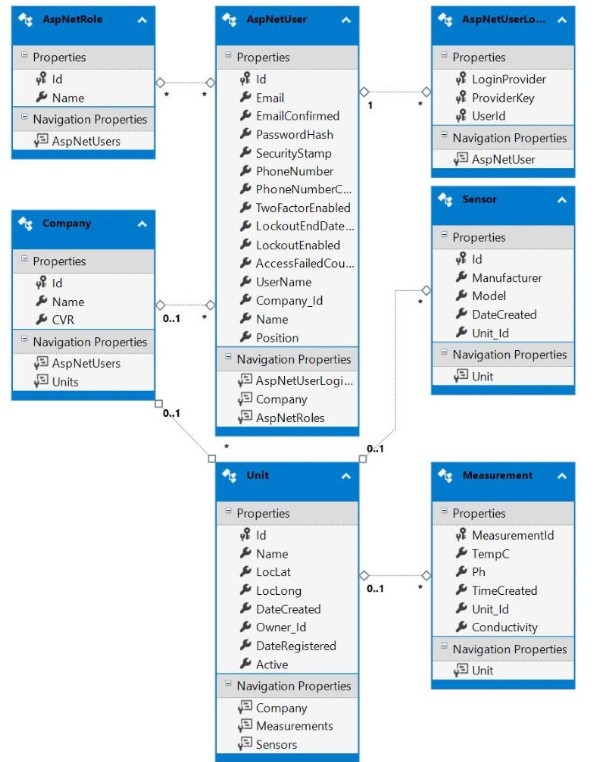 AspNetRole
Properties
Id
Name
Navigation Properties
AspNetUsers
* *
AspNetUser
Properties
Id
Email
EmailConfirmed
PasswordHash
SecurityStamp
PhoneNumber
PhoneNumberC...
TwoFactorEnabled
LockoutEndDate...
LockoutEnabled
AccessFailedCou...
UserName
Company_Id
Name
Position
Navigation Properties
AspNetUserLogi...
Company
AspNetRoles
1 *
AspNetUserLo...
Properties
LoginProvider
ProviderKey
UserId
Navigation Properties
AspNetUser
Company
Properties
Id
Name
CVR
Navigation Properties
AspNetUsers
Units
0..1 *
0..1
*
Sensor
Properties
Id
Manufacturer
Model
DateCreated
Unit_Id
Navigation Properties
Unit
*
0..1
Unit
Properties
Id
Name
LocLat
LocLong
DateCreated
Owner_Id
DateRegistered
Active
Navigation Properties
Company
Measurements
Sensors
0..1 *
Measurement
Properties
MeasurementId
TempC
Ph
TimeCreated
Unit_Id
Conductivity
Navigation Properties
Unit